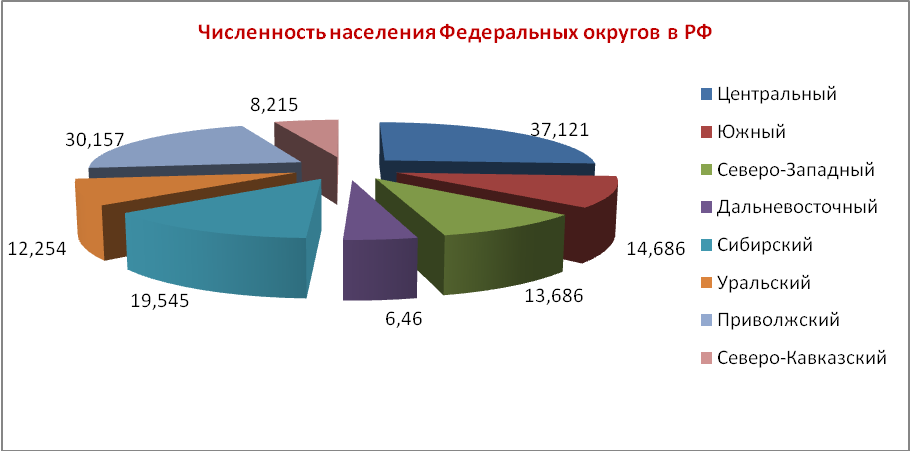 Численность населения Федеральных округов в РФ
8,215
37,121
30,157
12,254
14,686
19,545
13,686
6,46
Центральный
Южный
Северо-Западный
Дальневосточный
Сибирский
Уральский
Приволжский
Северо-Кавказский